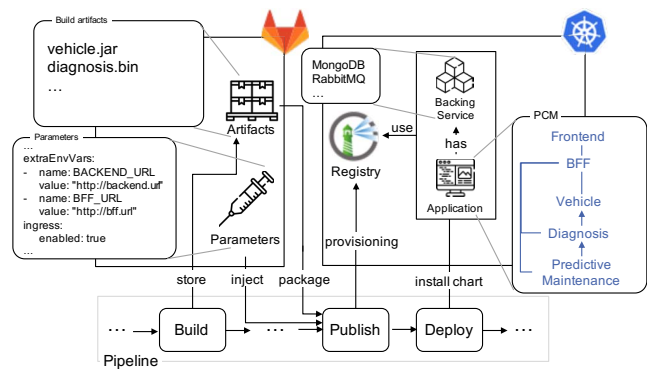 Build artifacts
vehicle.jar
diagnosis.bin
...
Artifacts
Parameters
...
extraEnvVars:
- name: BACKEND_URL
value: "http://backend.url"
- name: BFF_URL
value: "http://bff.url"
ingress:
enabled: true
...
Parameters
MongoDB
RabbitMQ
...
Backing
Service
use
has
Registry
Application
PCM
Frontend
BFF
Vehicle
Diagnosis
Predictive
Maintenance
store
inject
package
provisioning
install chart
...
Build
...
Publish
Deploy
...
Pipeline